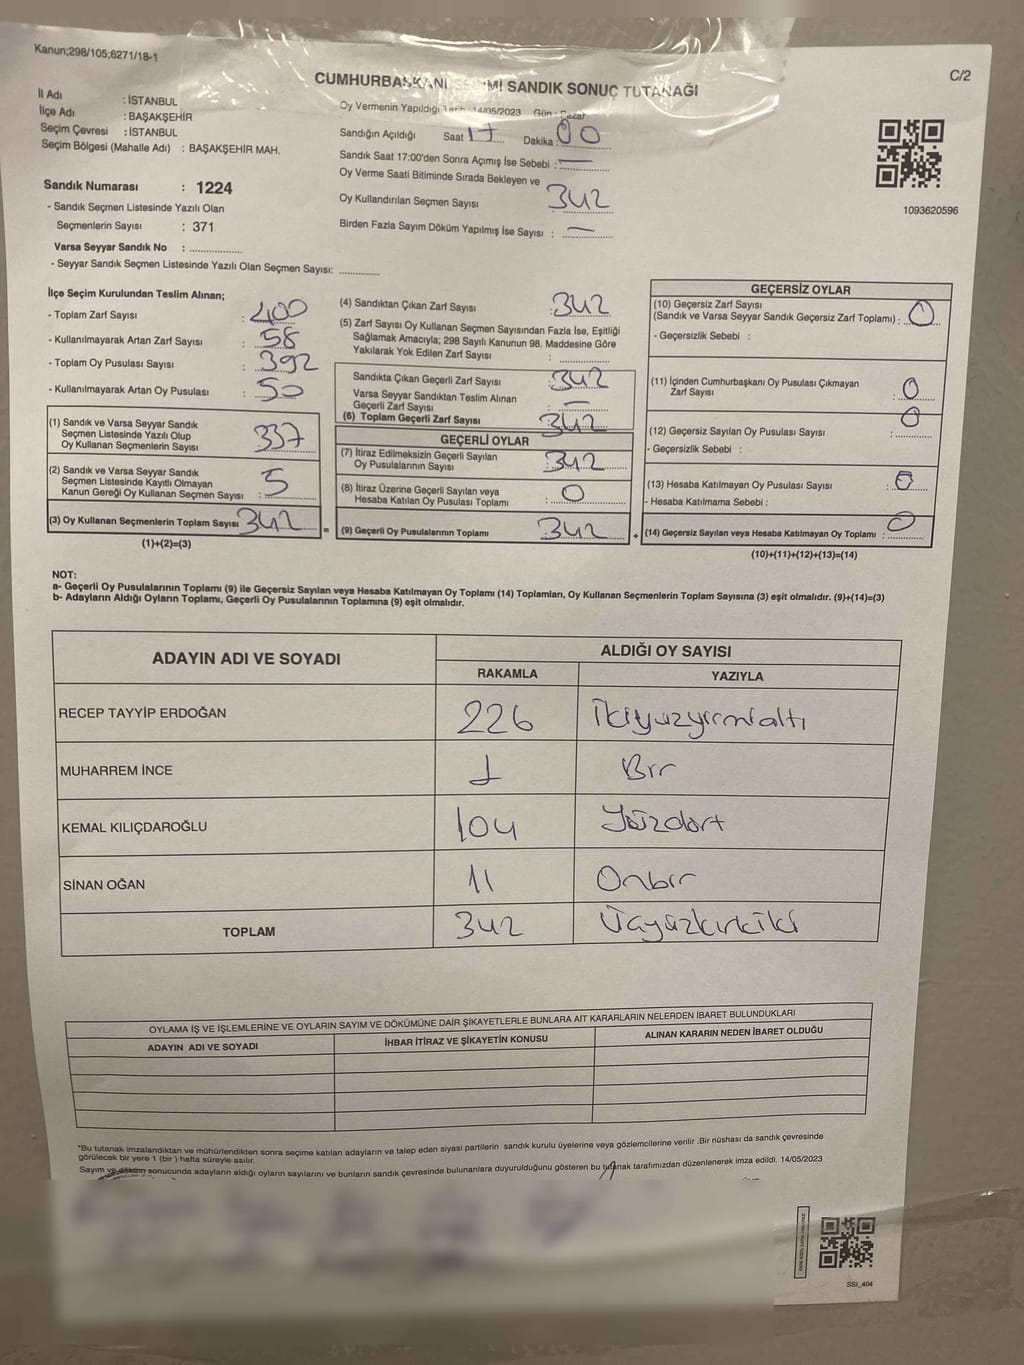 Kanun;298/105;6271/18-1
C/2
CUMHURBAŞKANI SANDIK SONUÇ TUTANAĞI
İl Adı : İSTANBUL
İlçe Adı : BAŞAKŞEHİR
Seçim Çevresi : İSTANBUL
Seçim Bölgesi (Mahalle Adı) : BAŞAKŞEHİR MAH.
Sandık Numarası : 1224
- Sandık Seçmen Listesinde Yazılı Olan
Seçmenlerin Sayısı : 371
Varsa Seyyar Sandık No :
- Seyyar Sandık Seçmen Listesinde Yazılı Olan Seçmen Sayısı:
Oy Vermenin Yapıldığı 14/05/2023 Gün : Pazar
Sandığın Açıldığı Saat 17 Dakika : 00
Sandık Saat 17:00'den Sonra Açımış İse Sebebi : —
Oy Verme Saati Bitiminde Sırada Bekleyen ve
Oy Kullandırılan Seçmen Sayısı 342
Birden Fazla Sayım Döküm Yapılmış İse Sayısı : —
1093620596
İlçe Seçim Kurulundan Teslim Alınan;
- Toplam Zarf Sayısı : 400
- Kullanılmayarak Artan Zarf Sayısı : 58
- Toplam Oy Pusulası Sayısı : 392
- Kullanılmayarak Artan Oy Pusulası : 50
(1) Sandık ve Varsa Seyyar Sandık
Seçmen Listesinde Yazılı Olup
Oy Kullanan Seçmenlerin Sayısı 337
(2) Sandık ve Varsa Seyyar Sandık
Seçmen Listesinde Kayıtlı Olmayan
Kanun Gereği Oy Kullanan Seçmen Sayısı : 5
(3) Oy Kullanan Seçmenlerin Toplam Sayısı 342
(1)+(2)=(3)
(4) Sandıktan Çıkan Zarf Sayısı : 342
(5) Zarf Sayısı Oy Kullanan Seçmen Sayısından Fazla İse, Eşitliği
Sağlamak Amacıyla; 298 Sayılı Kanunun 98. Maddesine Göre
Yakılarak Yok Edilen Zarf Sayısı :
Sandıkta Çıkan Geçerli Zarf Sayısı : 342
Varsa Seyyar Sandıktan Teslim Alınan
Geçerli Zarf Sayısı : —
(6) Toplam Geçerli Zarf Sayısı 342
GEÇERLİ OYLAR
(7) İtiraz Edilmeksizin Geçerli Sayılan
Oy Pusulalarının Sayısı : 342
(8) İtiraz Üzerine Geçerli Sayılan veya
Hesaba Katılan Oy Pusulası Toplamı : 0
= (9) Geçerli Oy Pusulalarının Toplamı 342 +
GEÇERSİZ OYLAR
(10) Geçersiz Zarf Sayısı
(Sandık ve Varsa Seyyar Sandık Geçersiz Zarf Toplamı) : 0
- Geçersizlik Sebebi :
(11) İçinden Cumhurbaşkanı Oy Pusulası Çıkmayan
Zarf Sayısı : 0
(12) Geçersiz Sayılan Oy Pusulası Sayısı : 0
- Geçersizlik Sebebi :
(13) Hesaba Katılmayan Oy Pusulası Sayısı : 0
- Hesaba Katılmama Sebebi :
(14) Geçersiz Sayılan veya Hesaba Katılmayan Oy Toplamı : 0
(10)+(11)+(12)+(13)=(14)
NOT:
a- Geçerli Oy Pusulalarının Toplamı (9) ile Geçersiz Sayılan veya Hesaba Katılmayan Oy Toplamı (14) Toplamları, Oy Kullanan Seçmenlerin Toplam Sayısına (3) eşit olmalıdır. (9)+(14)=(3)
b- Adayların Aldığı Oyların Toplamı, Geçerli Oy Pusulalarının Toplamına (9) eşit olmalıdır.
ADAYIN ADI VE SOYADI
ALDIĞI OY SAYISI
RAKAMLA YAZIYLA
RECEP TAYYİP ERDOĞAN 226 İkiyüzyirmialtı
MUHARREM İNCE 1 Bir
KEMAL KILIÇDAROĞLU 104 Yüzdört
SİNAN OĞAN 11 Onbir
TOPLAM 342 Üçyüzkırkiki
OYLAMA İŞ VE İŞLEMLERİNE VE OYLARIN SAYIM VE DÖKÜMÜNE DAİR ŞİKAYETLERLE BUNLARA AİT KARARLARIN NELERDEN İBARET BULUNDUKLARI
ADAYIN ADI VE SOYADI İHBAR İTİRAZ VE ŞİKAYETİN KONUSU ALINAN KARARIN NEDEN İBARET OLDUĞU
*Bu tutanak imzalandıktan ve mühürlendikten sonra seçime katılan adayların ve talep eden siyasi partilerin sandık kurulu üyelerine veya gözlemcilerine verilir .Bir nüshası da sandık çevresinde
görülecek bir yere 1 (bir ) hafta süreyle asılır.
Sayım ve döküm sonucunda adayların aldığı oyların sayılarını ve bunların sandık çevresinde bulunanlara duyurulduğunu gösteren bu tutanak tarafımızdan düzenlenerek imza edildi. 14/05/2023
SSI_404